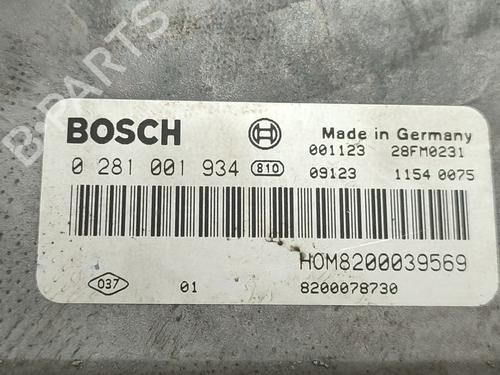 B-PARTS
BOSCH
Made in Germany
0 281 001 934 810
001123 28FM0231
09123 1154 0075
HOM8200039569
037 01 8200078730